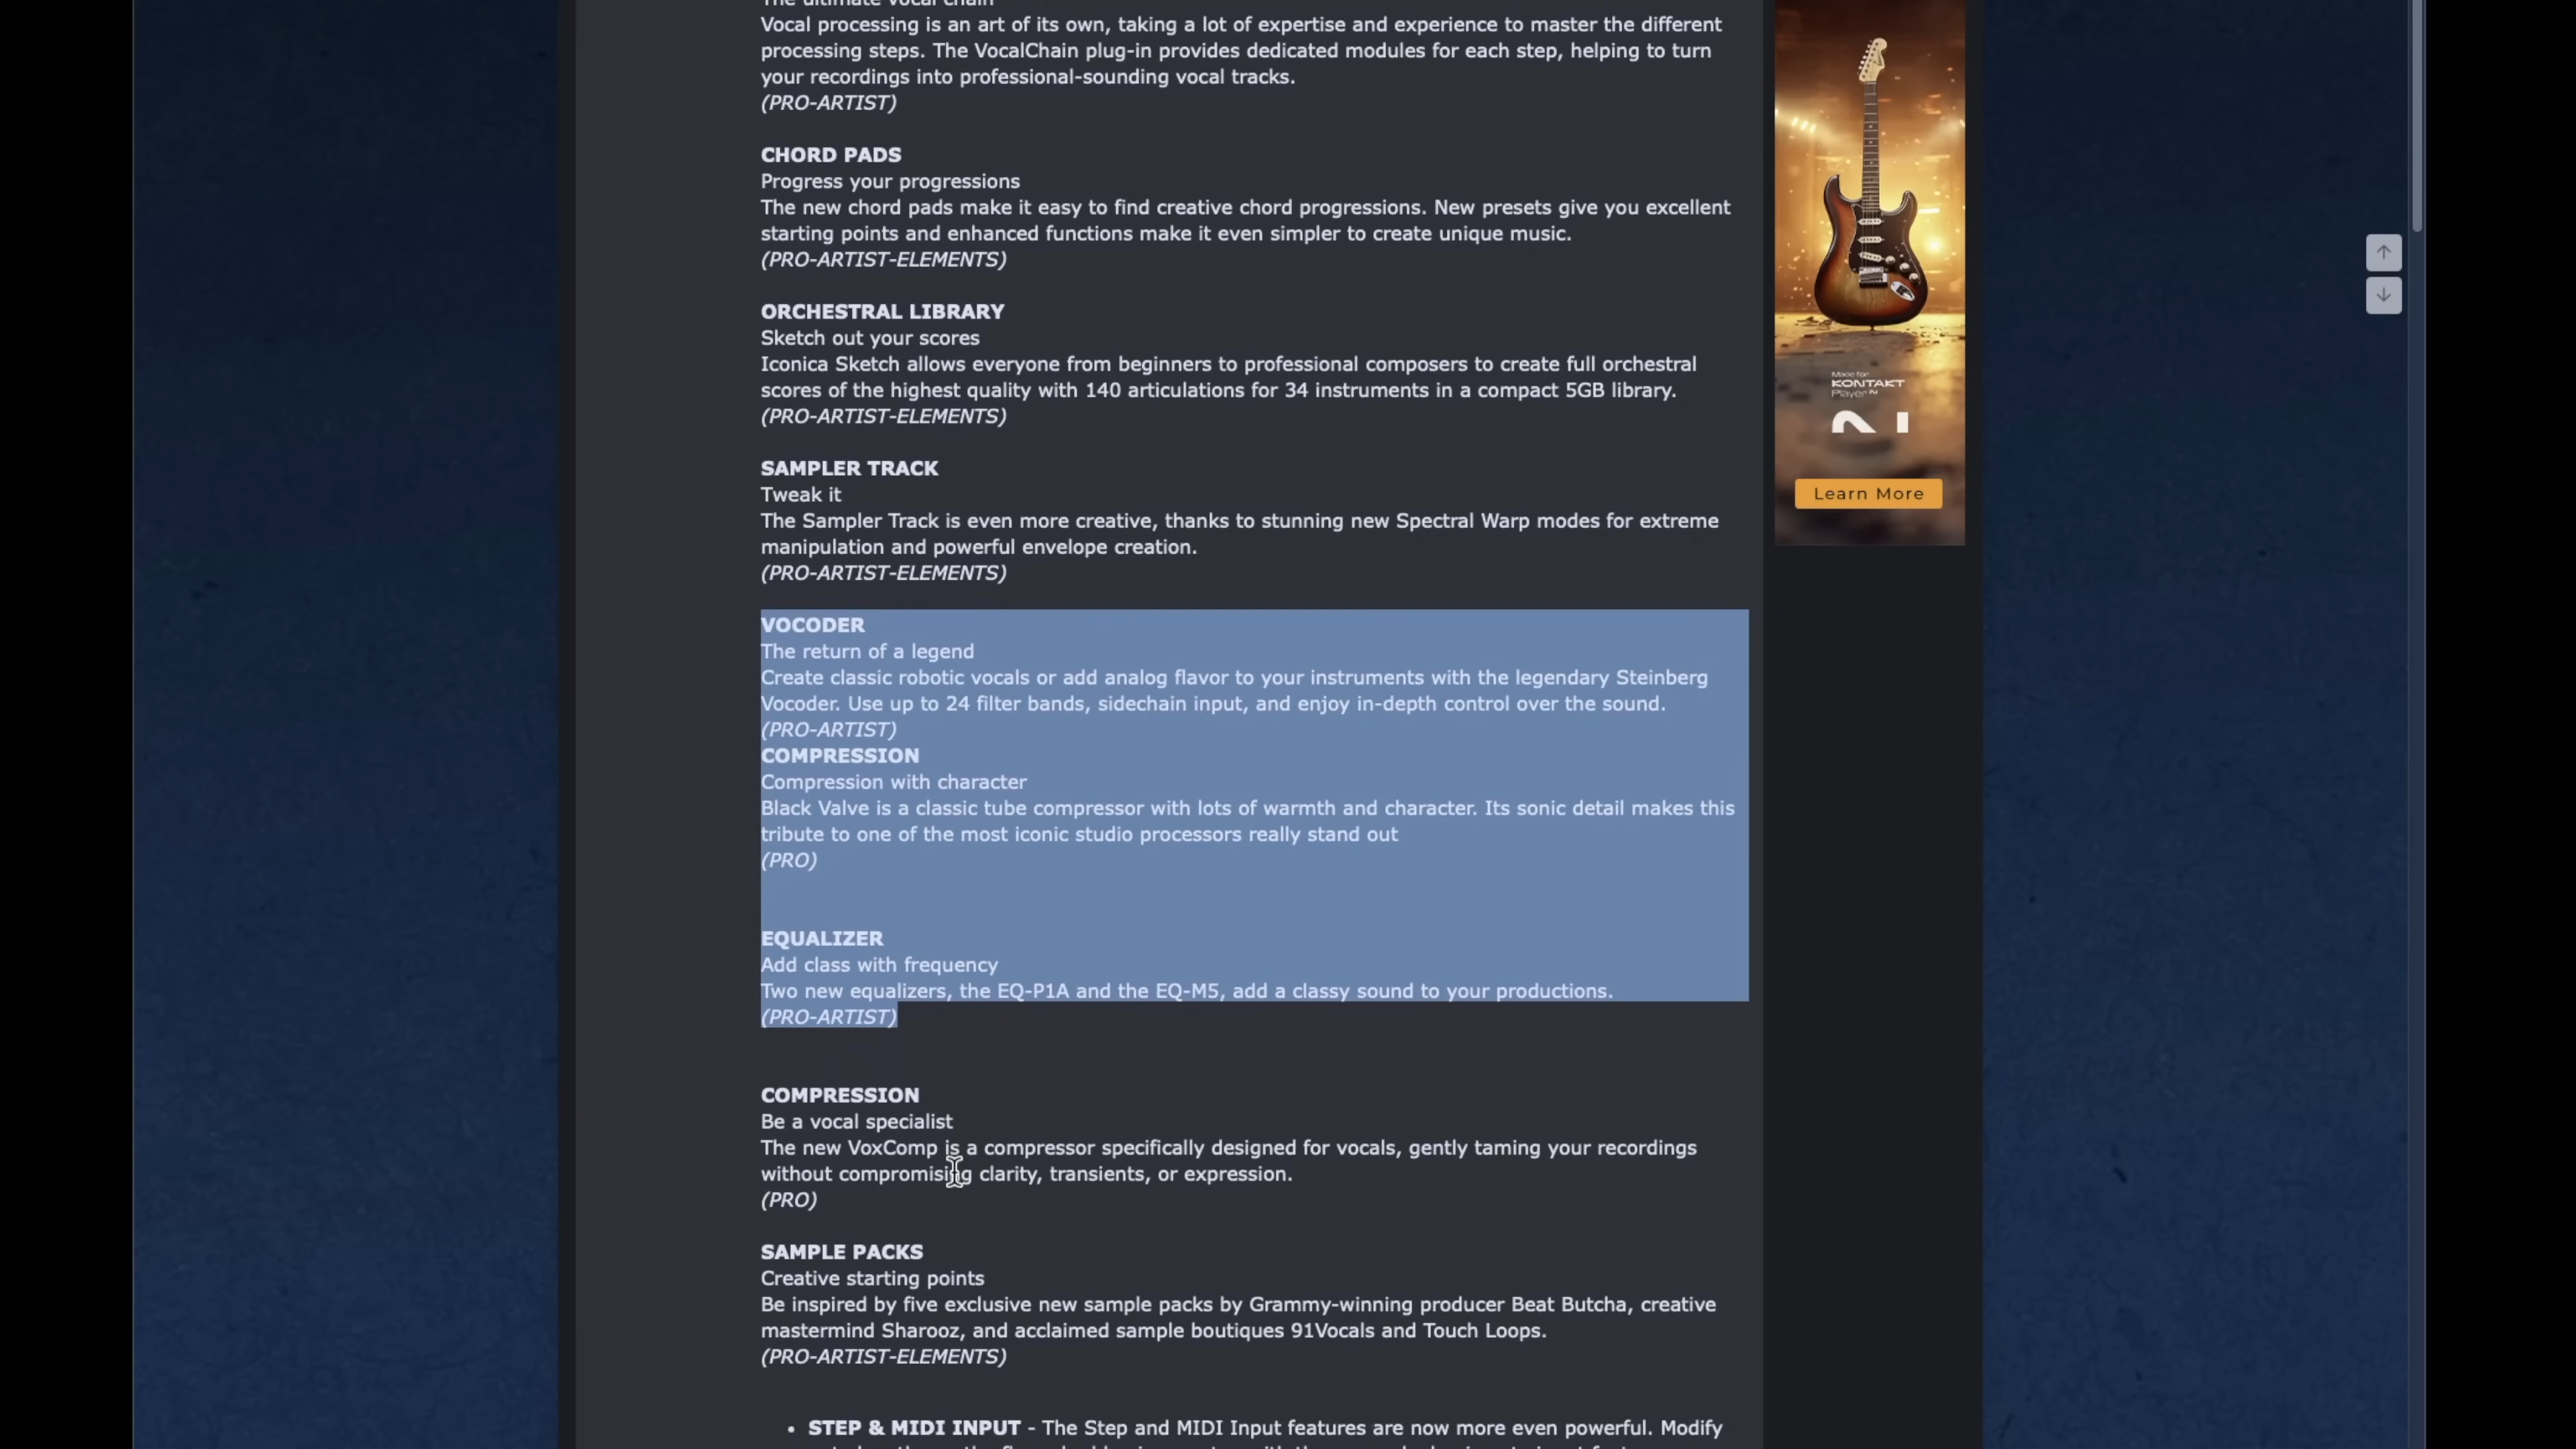 The ultimate vocal chain
Vocal processing is an art of its own, taking a lot of expertise and experience to master the different
processing steps. The VocalChain plug-in provides dedicated modules for each step, helping to turn
your recordings into professional-sounding vocal tracks.
(PRO-ARTIST)
CHORD PADS
Progress your progressions
The new chord pads make it easy to find creative chord progressions. New presets give you excellent
starting points and enhanced functions make it even simpler to create unique music.
(PRO-ARTIST-ELEMENTS)
ORCHESTRAL LIBRARY
Sketch out your scores
Iconica Sketch allows everyone from beginners to professional composers to create full orchestral
scores of the highest quality with 140 articulations for 34 instruments in a compact 5GB library.
(PRO-ARTIST-ELEMENTS)
SAMPLER TRACK
Tweak it
The Sampler Track is even more creative, thanks to stunning new Spectral Warp modes for extreme
manipulation and powerful envelope creation.
(PRO-ARTIST-ELEMENTS)
VOCODER
The return of a legend
Create classic robotic vocals or add analog flavor to your instruments with the legendary Steinberg
Vocoder. Use up to 24 filter bands, sidechain input, and enjoy in-depth control over the sound.
(PRO-ARTIST)
COMPRESSION
Compression with character
Black Valve is a classic tube compressor with lots of warmth and character. Its sonic detail makes this
tribute to one of the most iconic studio processors really stand out
(PRO)
EQUALIZER
Add class with frequency
Two new equalizers, the EQ-P1A and the EQ-M5, add a classy sound to your productions.
(PRO-ARTIST)
COMPRESSION
Be a vocal specialist
The new VoxComp is a compressor specifically designed for vocals, gently taming your recordings
without compromising clarity, transients, or expression.
(PRO)
SAMPLE PACKS
Creative starting points
Be inspired by five exclusive new sample packs by Grammy-winning producer Beat Butcha, creative
mastermind Sharooz, and acclaimed sample boutiques 91Vocals and Touch Loops.
(PRO-ARTIST-ELEMENTS)
• STEP & MIDI INPUT - The Step and MIDI Input features are now more even powerful. Modify
Made for
KONTAKT
Player
Learn More